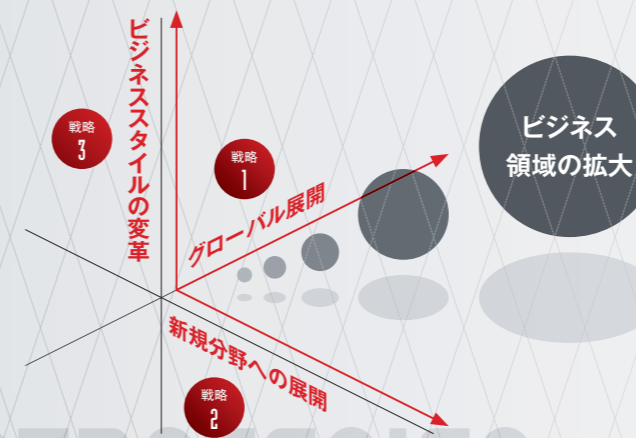 ビジネススタイルの変革
戦略
3
戦略
1
グローバル展開
ビジネス
領域の拡大
新規分野への展開
戦略
2